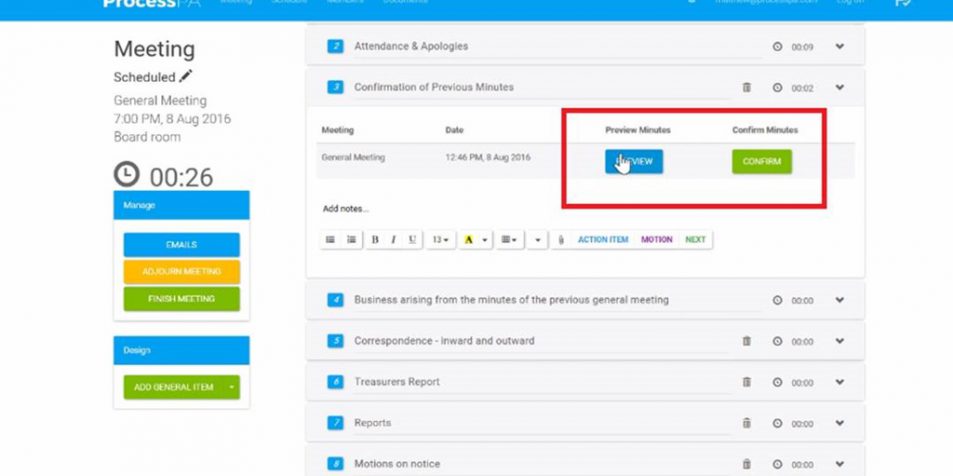 ProcessPA Meeting Schedule Members Documents
matthew@processpa.com Log off
Meeting
Scheduled
General Meeting
7:00 PM, 8 Aug 2016
Board room
00:26
Manage
EMAILS
ADJOURN MEETING
FINISH MEETING
Design
ADD GENERAL ITEM
2 Attendance & Apologies 00:09
3 Confirmation of Previous Minutes 00:02
Meeting Date Preview Minutes Confirm Minutes
General Meeting 12:46 PM, 8 Aug 2016 PREVIEW CONFIRM
Add notes...
B I U 13 A ACTION ITEM MOTION NEXT
4 Business arising from the minutes of the previous general meeting 00:00
5 Correspondence - inward and outward 00:00
6 Treasurers Report 00:00
7 Reports 00:00
8 Motions on notice 00:00